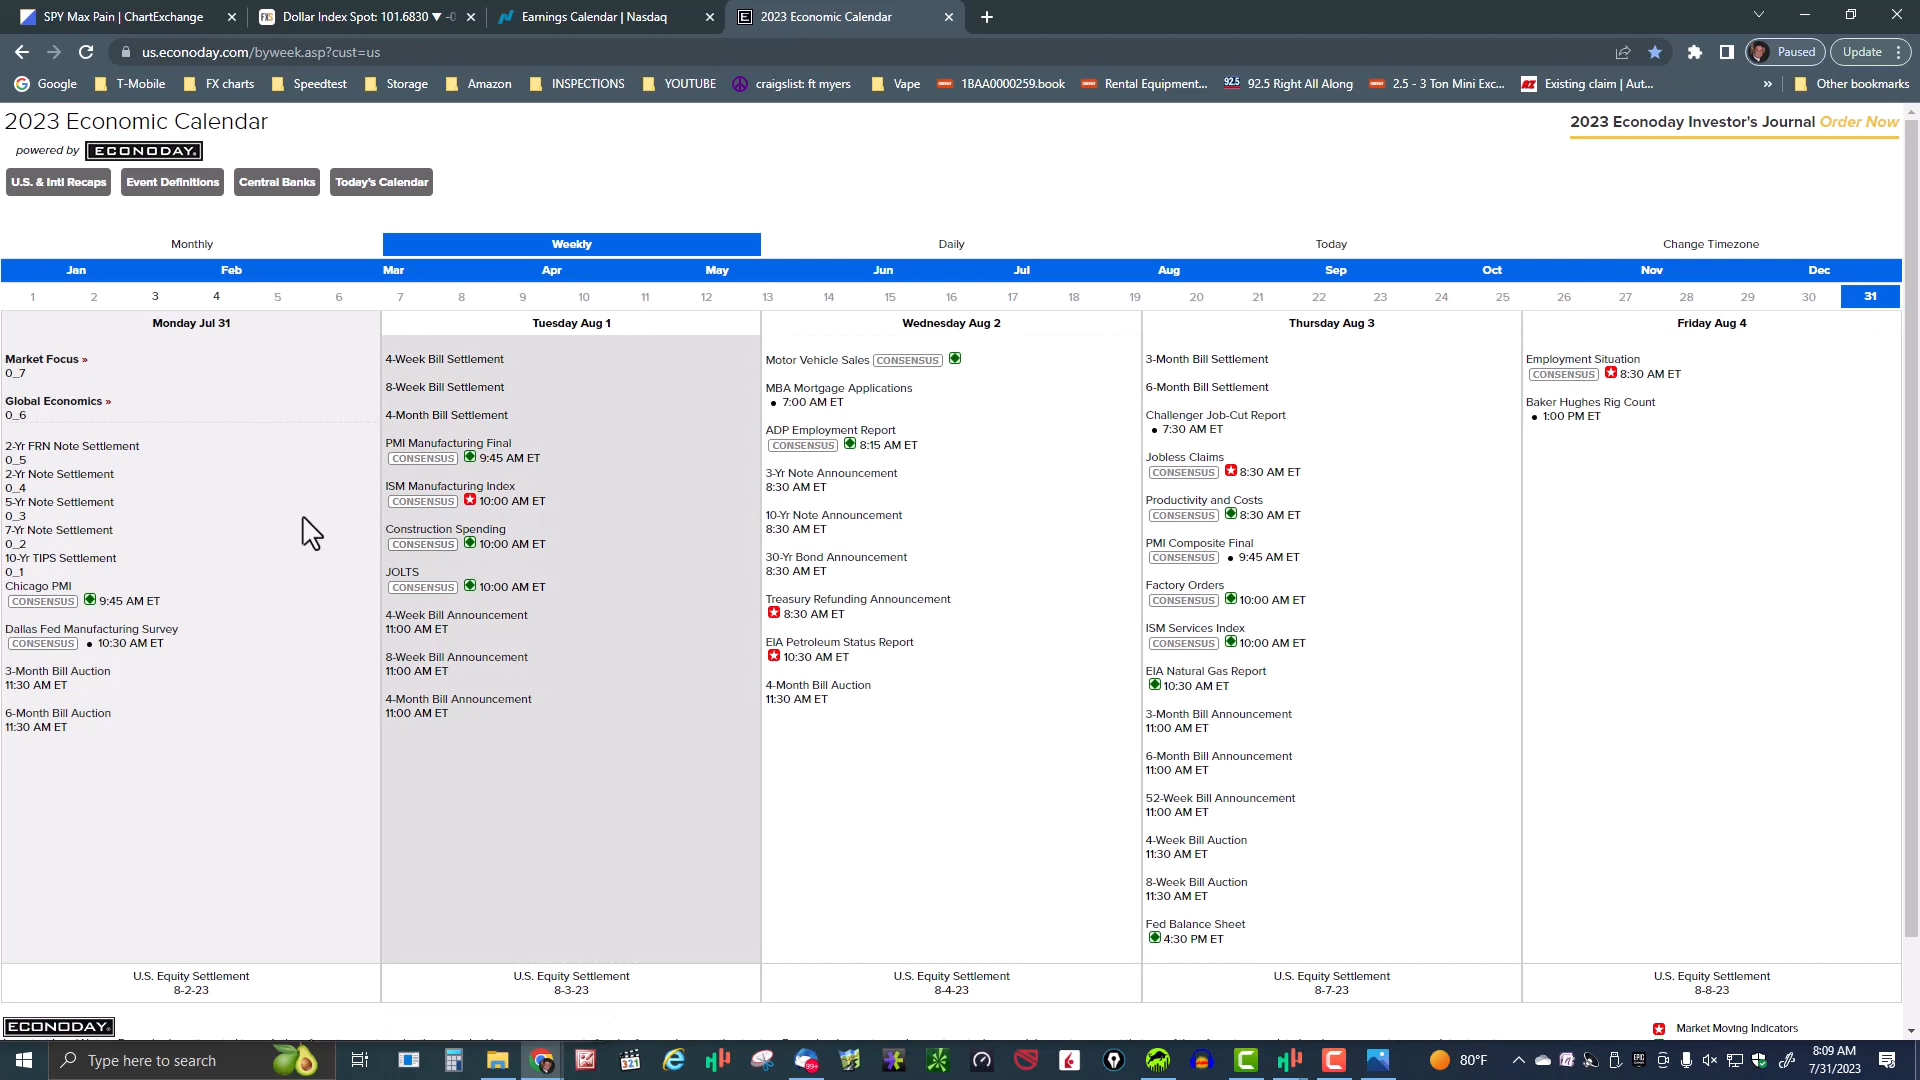 SPY Max Pain | ChartExchange
Dollar Index Spot: 101.6830 ▼ -0
Earnings Calendar | Nasdaq
2023 Economic Calendar
us.econoday.com/byweek.asp?cust=us
Paused
Update
Google
T-Mobile
FX charts
Speedtest
Storage
Amazon
INSPECTIONS
YOUTUBE
craigslist: ft myers
Vape
1BAA0000259.book
Rental Equipment...
92.5 Right All Along
2.5 - 3 Ton Mini Exc...
Existing claim | Aut...
»
Other bookmarks
2023 Economic Calendar
2023 Econoday Investor's Journal Order Now
powered by ECONODAY
U.S. & Intl Recaps
Event Definitions
Central Banks
Today's Calendar
Monthly
Weekly
Daily
Today
Change Timezone
Jan Feb Mar Apr May Jun Jul Aug Sep Oct Nov Dec
1 2 3 4 5 6 7 8 9 10 11 12 13 14 15 16 17 18 19 20 21 22 23 24 25 26 27 28 29 30 31
Monday Jul 31
Market Focus »
0_7
Global Economics »
0_6
2-Yr FRN Note Settlement
0_5
2-Yr Note Settlement
0_4
5-Yr Note Settlement
0_3
7-Yr Note Settlement
0_2
10-Yr TIPS Settlement
0_1
Chicago PMI
CONSENSUS 9:45 AM ET
Dallas Fed Manufacturing Survey
CONSENSUS • 10:30 AM ET
3-Month Bill Auction
11:30 AM ET
6-Month Bill Auction
11:30 AM ET
U.S. Equity Settlement
8-2-23
Tuesday Aug 1
4-Week Bill Settlement
8-Week Bill Settlement
4-Month Bill Settlement
PMI Manufacturing Final
CONSENSUS 9:45 AM ET
ISM Manufacturing Index
CONSENSUS 10:00 AM ET
Construction Spending
CONSENSUS 10:00 AM ET
JOLTS
CONSENSUS 10:00 AM ET
4-Week Bill Announcement
11:00 AM ET
8-Week Bill Announcement
11:00 AM ET
4-Month Bill Announcement
11:00 AM ET
U.S. Equity Settlement
8-3-23
Wednesday Aug 2
Motor Vehicle Sales CONSENSUS
MBA Mortgage Applications
• 7:00 AM ET
ADP Employment Report
CONSENSUS 8:15 AM ET
3-Yr Note Announcement
8:30 AM ET
10-Yr Note Announcement
8:30 AM ET
30-Yr Bond Announcement
8:30 AM ET
Treasury Refunding Announcement
8:30 AM ET
EIA Petroleum Status Report
10:30 AM ET
4-Month Bill Auction
11:30 AM ET
U.S. Equity Settlement
8-4-23
Thursday Aug 3
3-Month Bill Settlement
6-Month Bill Settlement
Challenger Job-Cut Report
• 7:30 AM ET
Jobless Claims
CONSENSUS 8:30 AM ET
Productivity and Costs
CONSENSUS 8:30 AM ET
PMI Composite Final
CONSENSUS • 9:45 AM ET
Factory Orders
CONSENSUS 10:00 AM ET
ISM Services Index
CONSENSUS 10:00 AM ET
EIA Natural Gas Report
10:30 AM ET
3-Month Bill Announcement
11:00 AM ET
6-Month Bill Announcement
11:00 AM ET
52-Week Bill Announcement
11:00 AM ET
4-Week Bill Auction
11:30 AM ET
8-Week Bill Auction
11:30 AM ET
Fed Balance Sheet
4:30 PM ET
U.S. Equity Settlement
8-7-23
Friday Aug 4
Employment Situation
CONSENSUS 8:30 AM ET
Baker Hughes Rig Count
• 1:00 PM ET
U.S. Equity Settlement
8-8-23
ECONODAY
Market Moving Indicators
Type here to search
321
99+
80°F
8:09 AM
7/31/2023